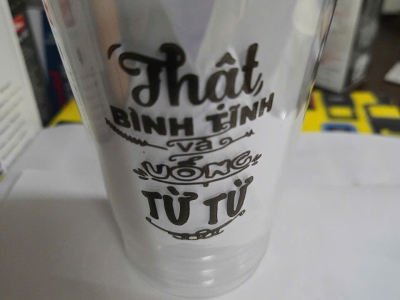 Thật,
BÌNH TĨNH
và
UỐNG
TỪ TỪ